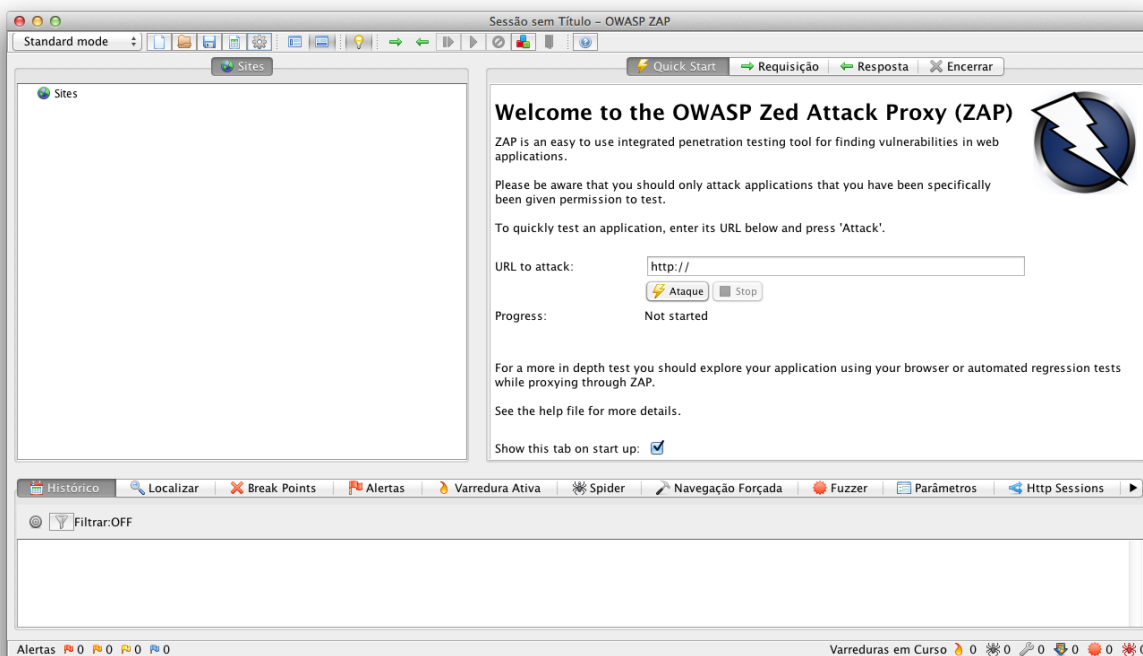 Sessão sem Título - OWASP ZAP
Standard mode
Sites
Quick Start Requisição Resposta Encerrar
Sites
Welcome to the OWASP Zed Attack Proxy (ZAP)
ZAP is an easy to use integrated penetration testing tool for finding vulnerabilities in web
applications.
Please be aware that you should only attack applications that you have been specifically
been given permission to test.
To quickly test an application, enter its URL below and press 'Attack'.
URL to attack: http://
Ataque Stop
Progress: Not started
For a more in depth test you should explore your application using your browser or automated regression tests
while proxying through ZAP.
See the help file for more details.
Show this tab on start up:
Histórico Localizar Break Points Alertas Varredura Ativa Spider Navegação Forçada Fuzzer Parâmetros Http Sessions
Filtrar:OFF
Alertas 0 0 0 0 Varreduras em Curso 0 0 0 0 0 0